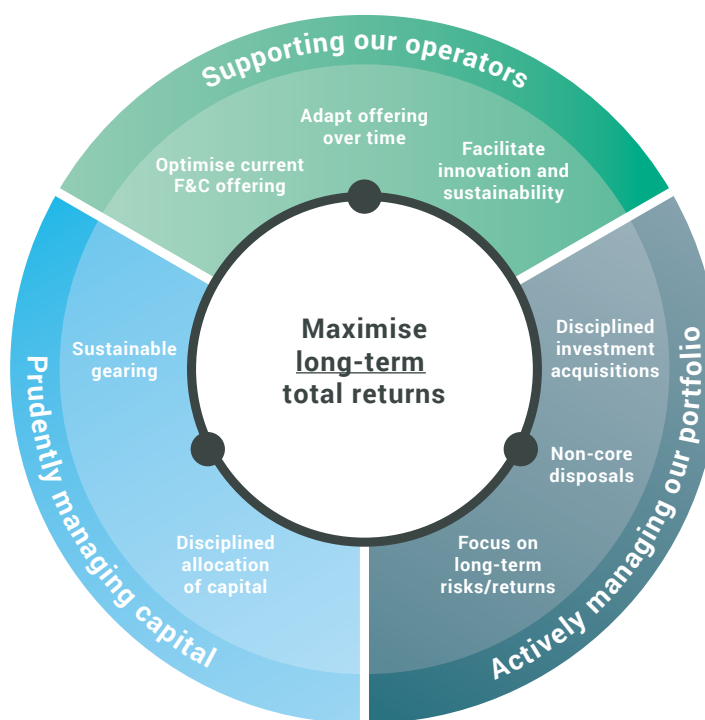 Supporting our operators
Adapt offering
over time
Optimise current
F&C offering
Facilitate
innovation and
sustainability
Maximise
long-term
total returns
Sustainable
gearing
Disciplined
allocation
of capital
Prudently managing capital
Disciplined
investment
acquisitions
Non-core
disposals
Focus on
long-term
risks/returns
Actively managing our portfolio